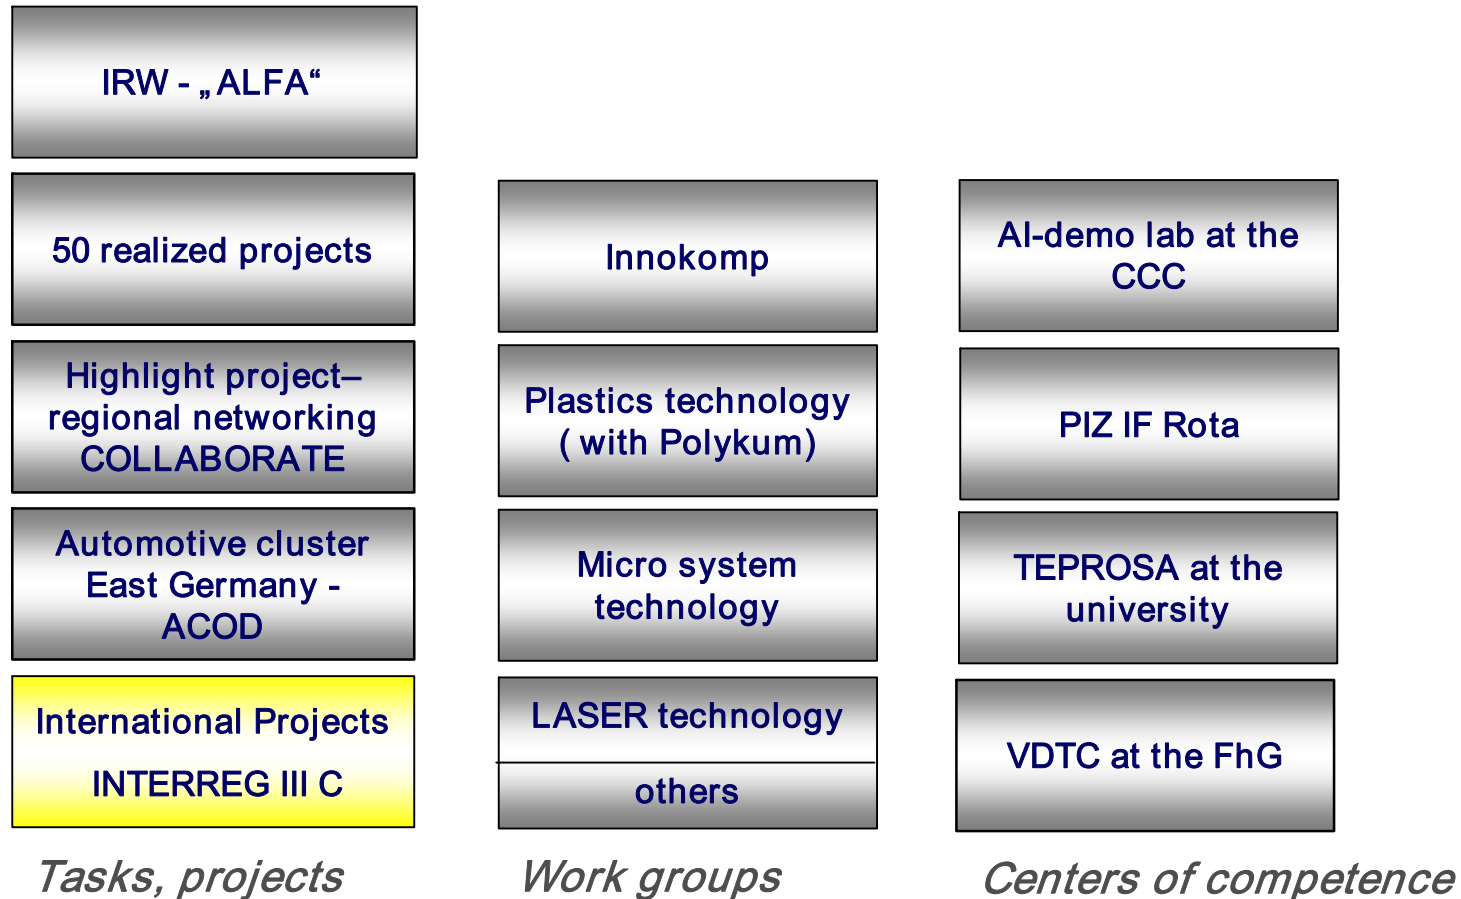 IRW - „ ALFA“
50 realized projects
Highlight project–
regional networking
COLLABORATE
Automotive cluster
East Germany -
ACOD
International Projects
INTERREG III C
Tasks, projects
Innokomp
Plastics technology
( with Polykum)
Micro system
technology
LASER technology
others
Work groups
AI-demo lab at the
CCC
PIZ IF Rota
TEPROSA at the
university
VDTC at the FhG
Centers of competence